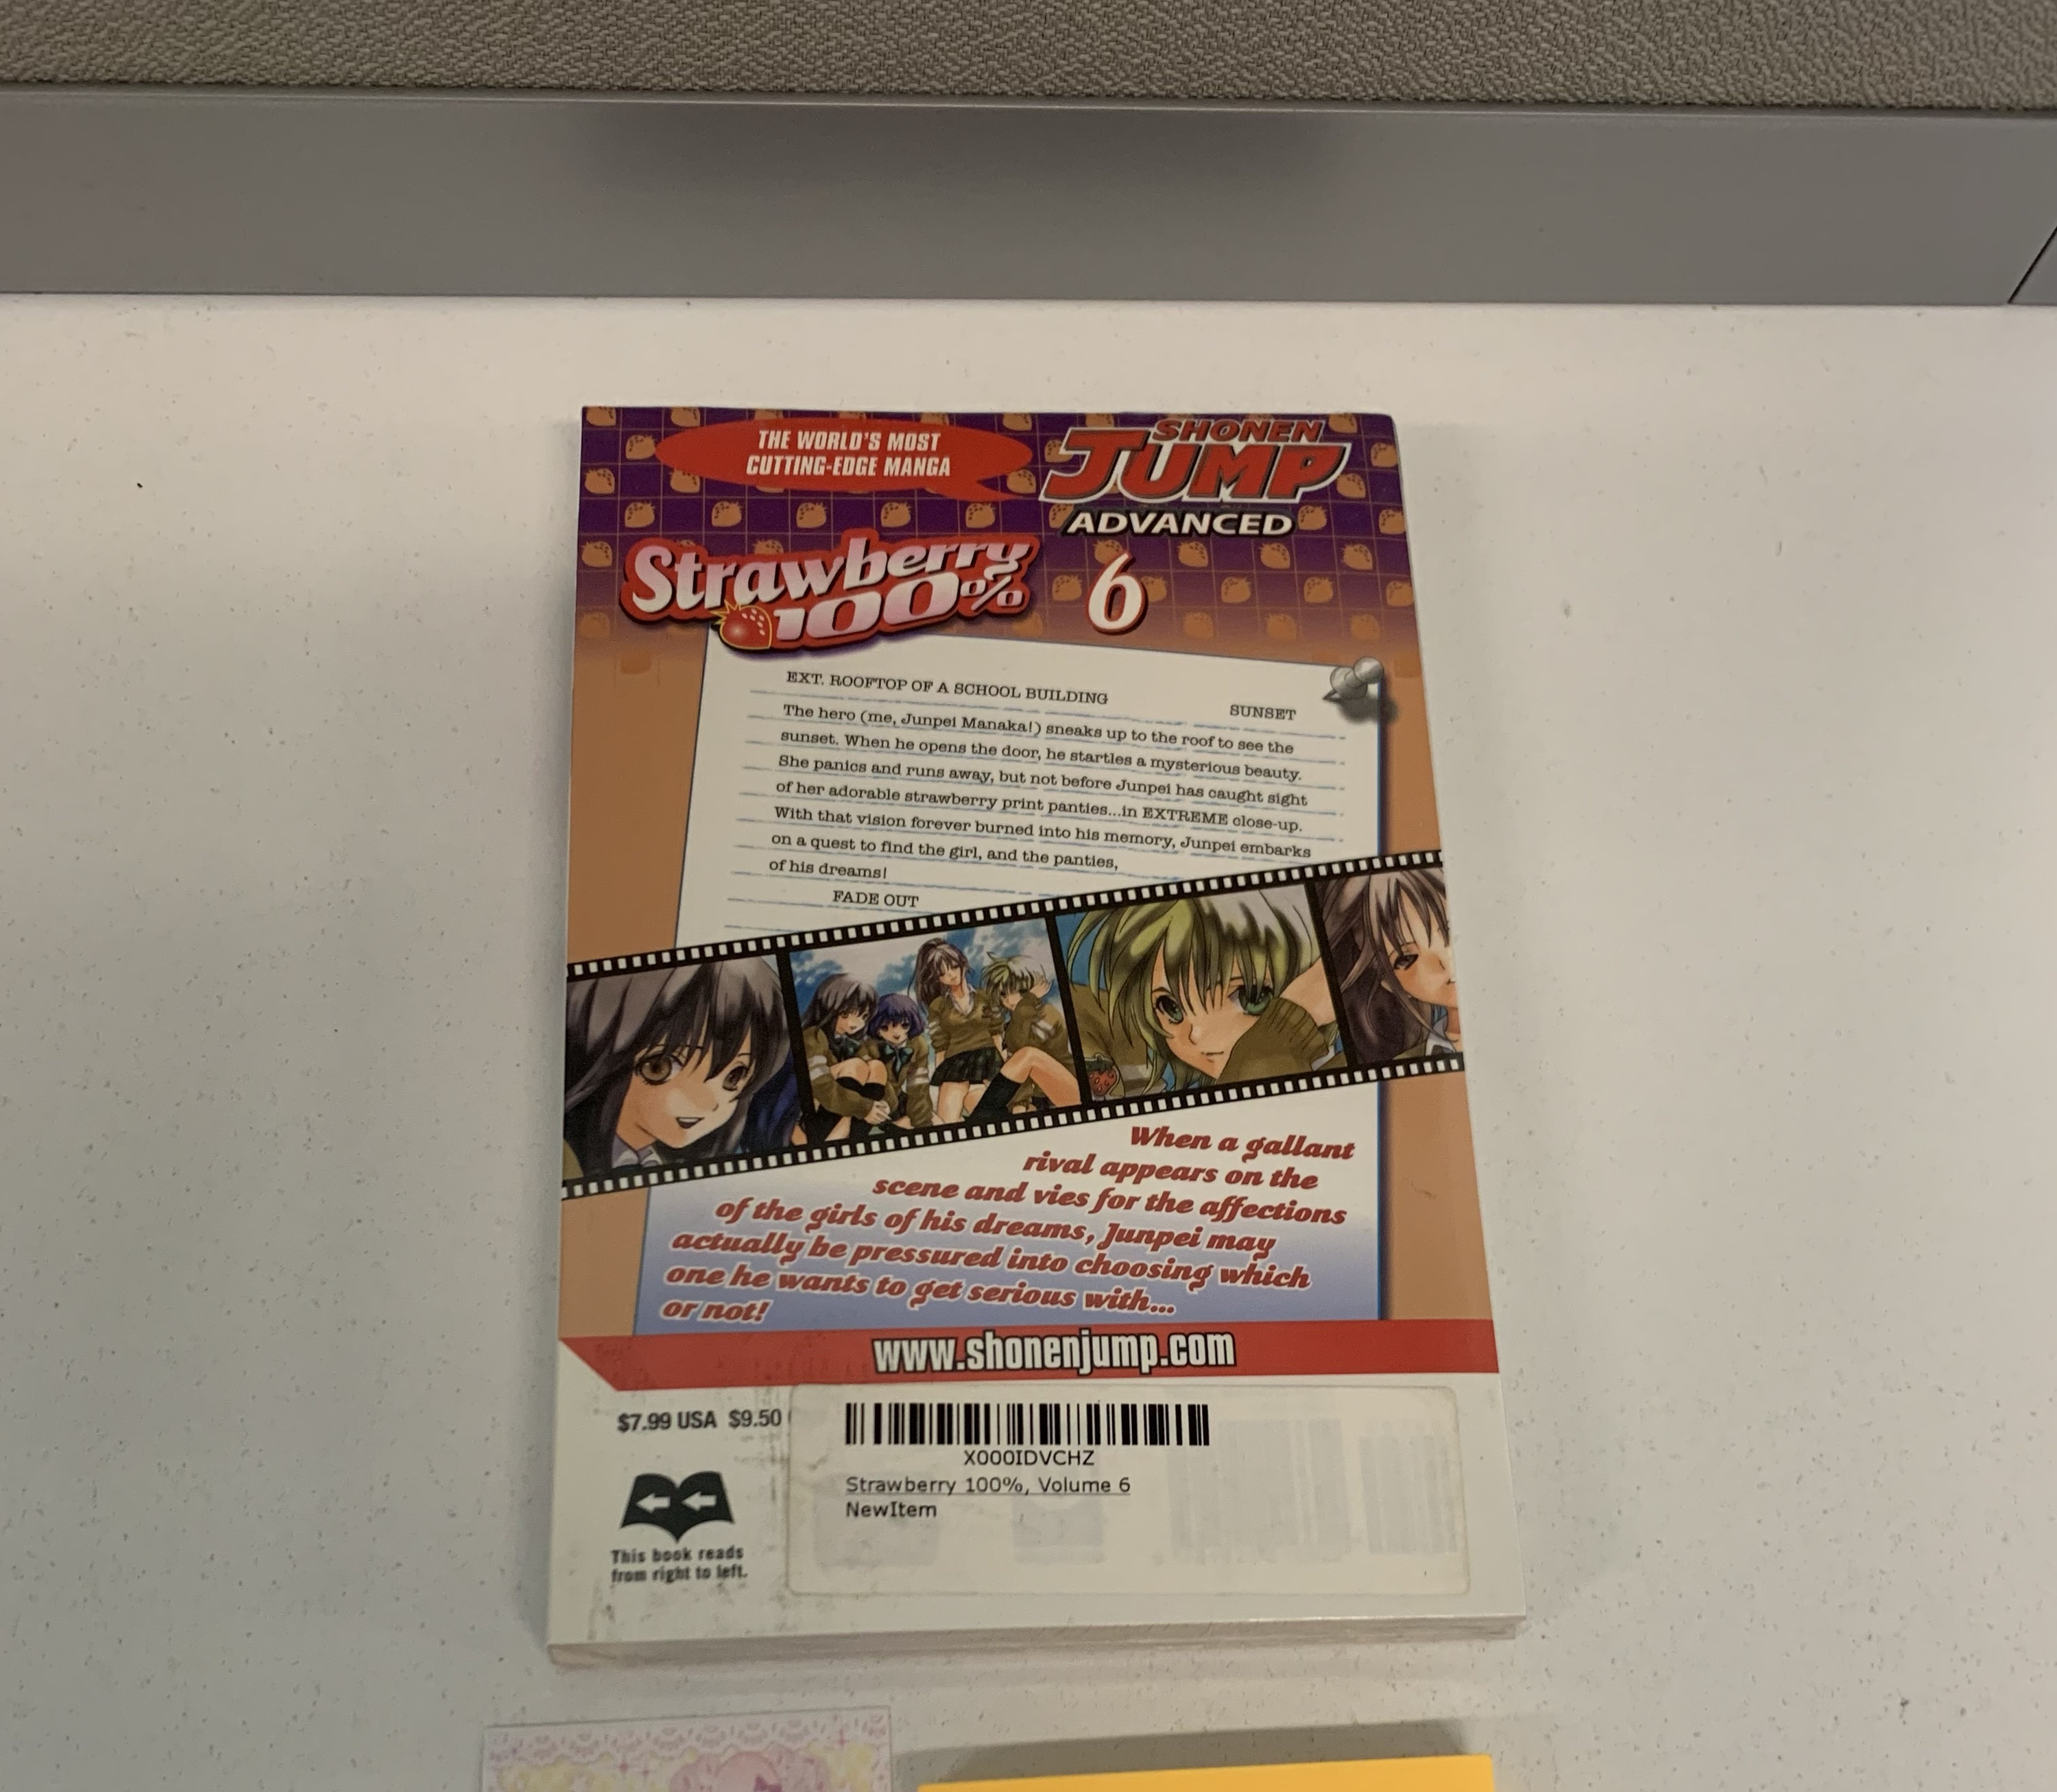 THE WORLD'S MOST
CUTTING-EDGE MANGA
SHONEN
JUMP
ADVANCED
Strawberry
100%
6
EXT. ROOFTOP OF A SCHOOL BUILDING
SUNSET
The hero (me, Junpei Manaka!) sneaks up to the roof to see the
sunset. When he opens the door, he startles a mysterious beauty.
She panics and runs away, but not before Junpei has caught sight
of her adorable strawberry print panties...in EXTREME close-up.
With that vision forever burned into his memory, Junpei embarks
on a quest to find the girl, and the panties,
of his dreams!
FADE OUT
When a gallant
rival appears on the
scene and vies for the affections
of the girls of his dreams, Junpei may
actually be pressured into choosing which
one he wants to get serious with...
or not!
www.shonenjump.com
$7.99 USA $9.50
X000IDVCHZ
Strawberry 100%, Volume 6
NewItem
This book reads
from right to left.